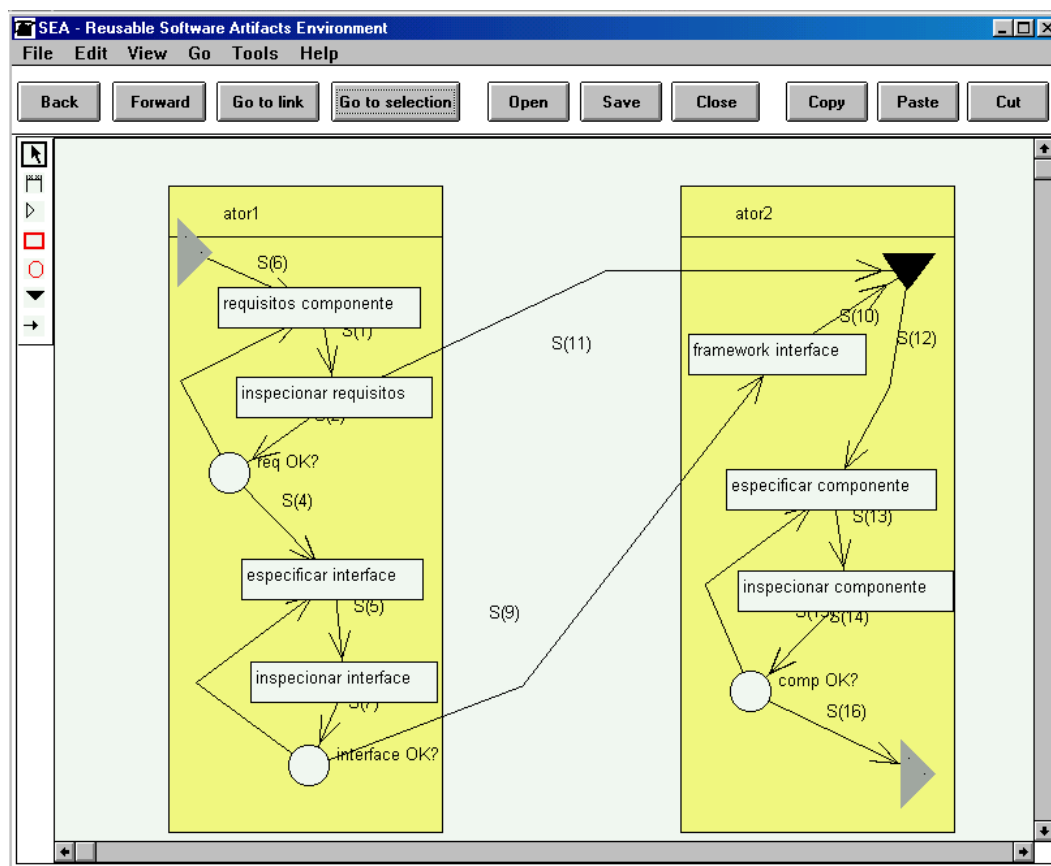 SEA - Reusable Software Artifacts Environment
File Edit View Go Tools Help
Back Forward Go to link Go to selection Open Save Close Copy Paste Cut
ator1
S(6)
requisitos componente
S(1)
inspecionar requisitos
S(2)
req OK?
S(4)
especificar interface
S(5)
inspecionar interface
S(7)
interface OK?
S(11)
S(9)
ator2
S(10)
S(12)
framework interface
especificar componente
S(13)
inspecionar componente
S(14)
comp OK?
S(16)